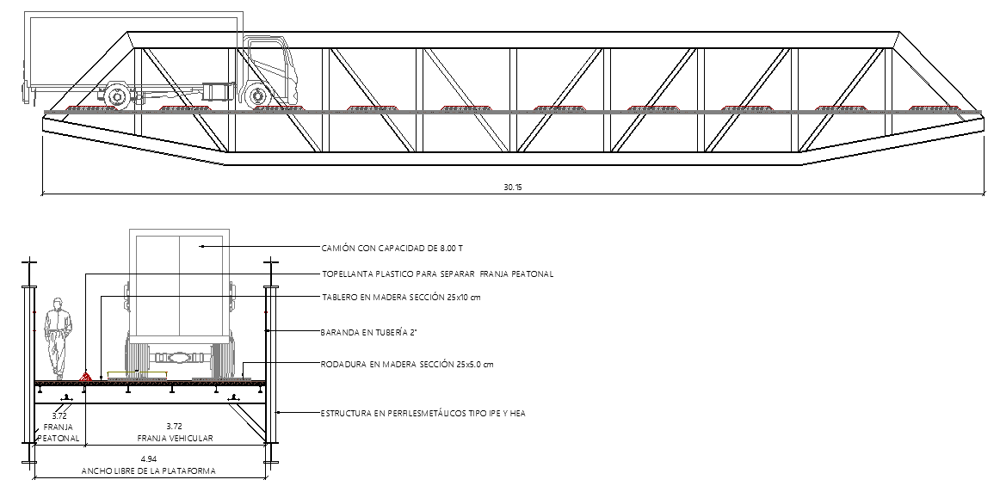 30.15
CAMIÓN CON CAPACIDAD DE 8.00 T
TOPELLANTA PLASTICO PARA SEPARAR FRANJA PEATONAL
TABLERO EN MADERA SECCIÓN 25x10 cm
BARANDA EN TUBERÍA 2"
RODADURA EN MADERA SECCIÓN 25x5.0 cm
ESTRUCTURA EN PERFILESMETÁLICOS TIPO IPE Y HEA
3.72
FRANJA
PEATONAL
3.72
FRANJA VEHICULAR
4.94
ANCHO LIBRE DE LA PLATAFORMA